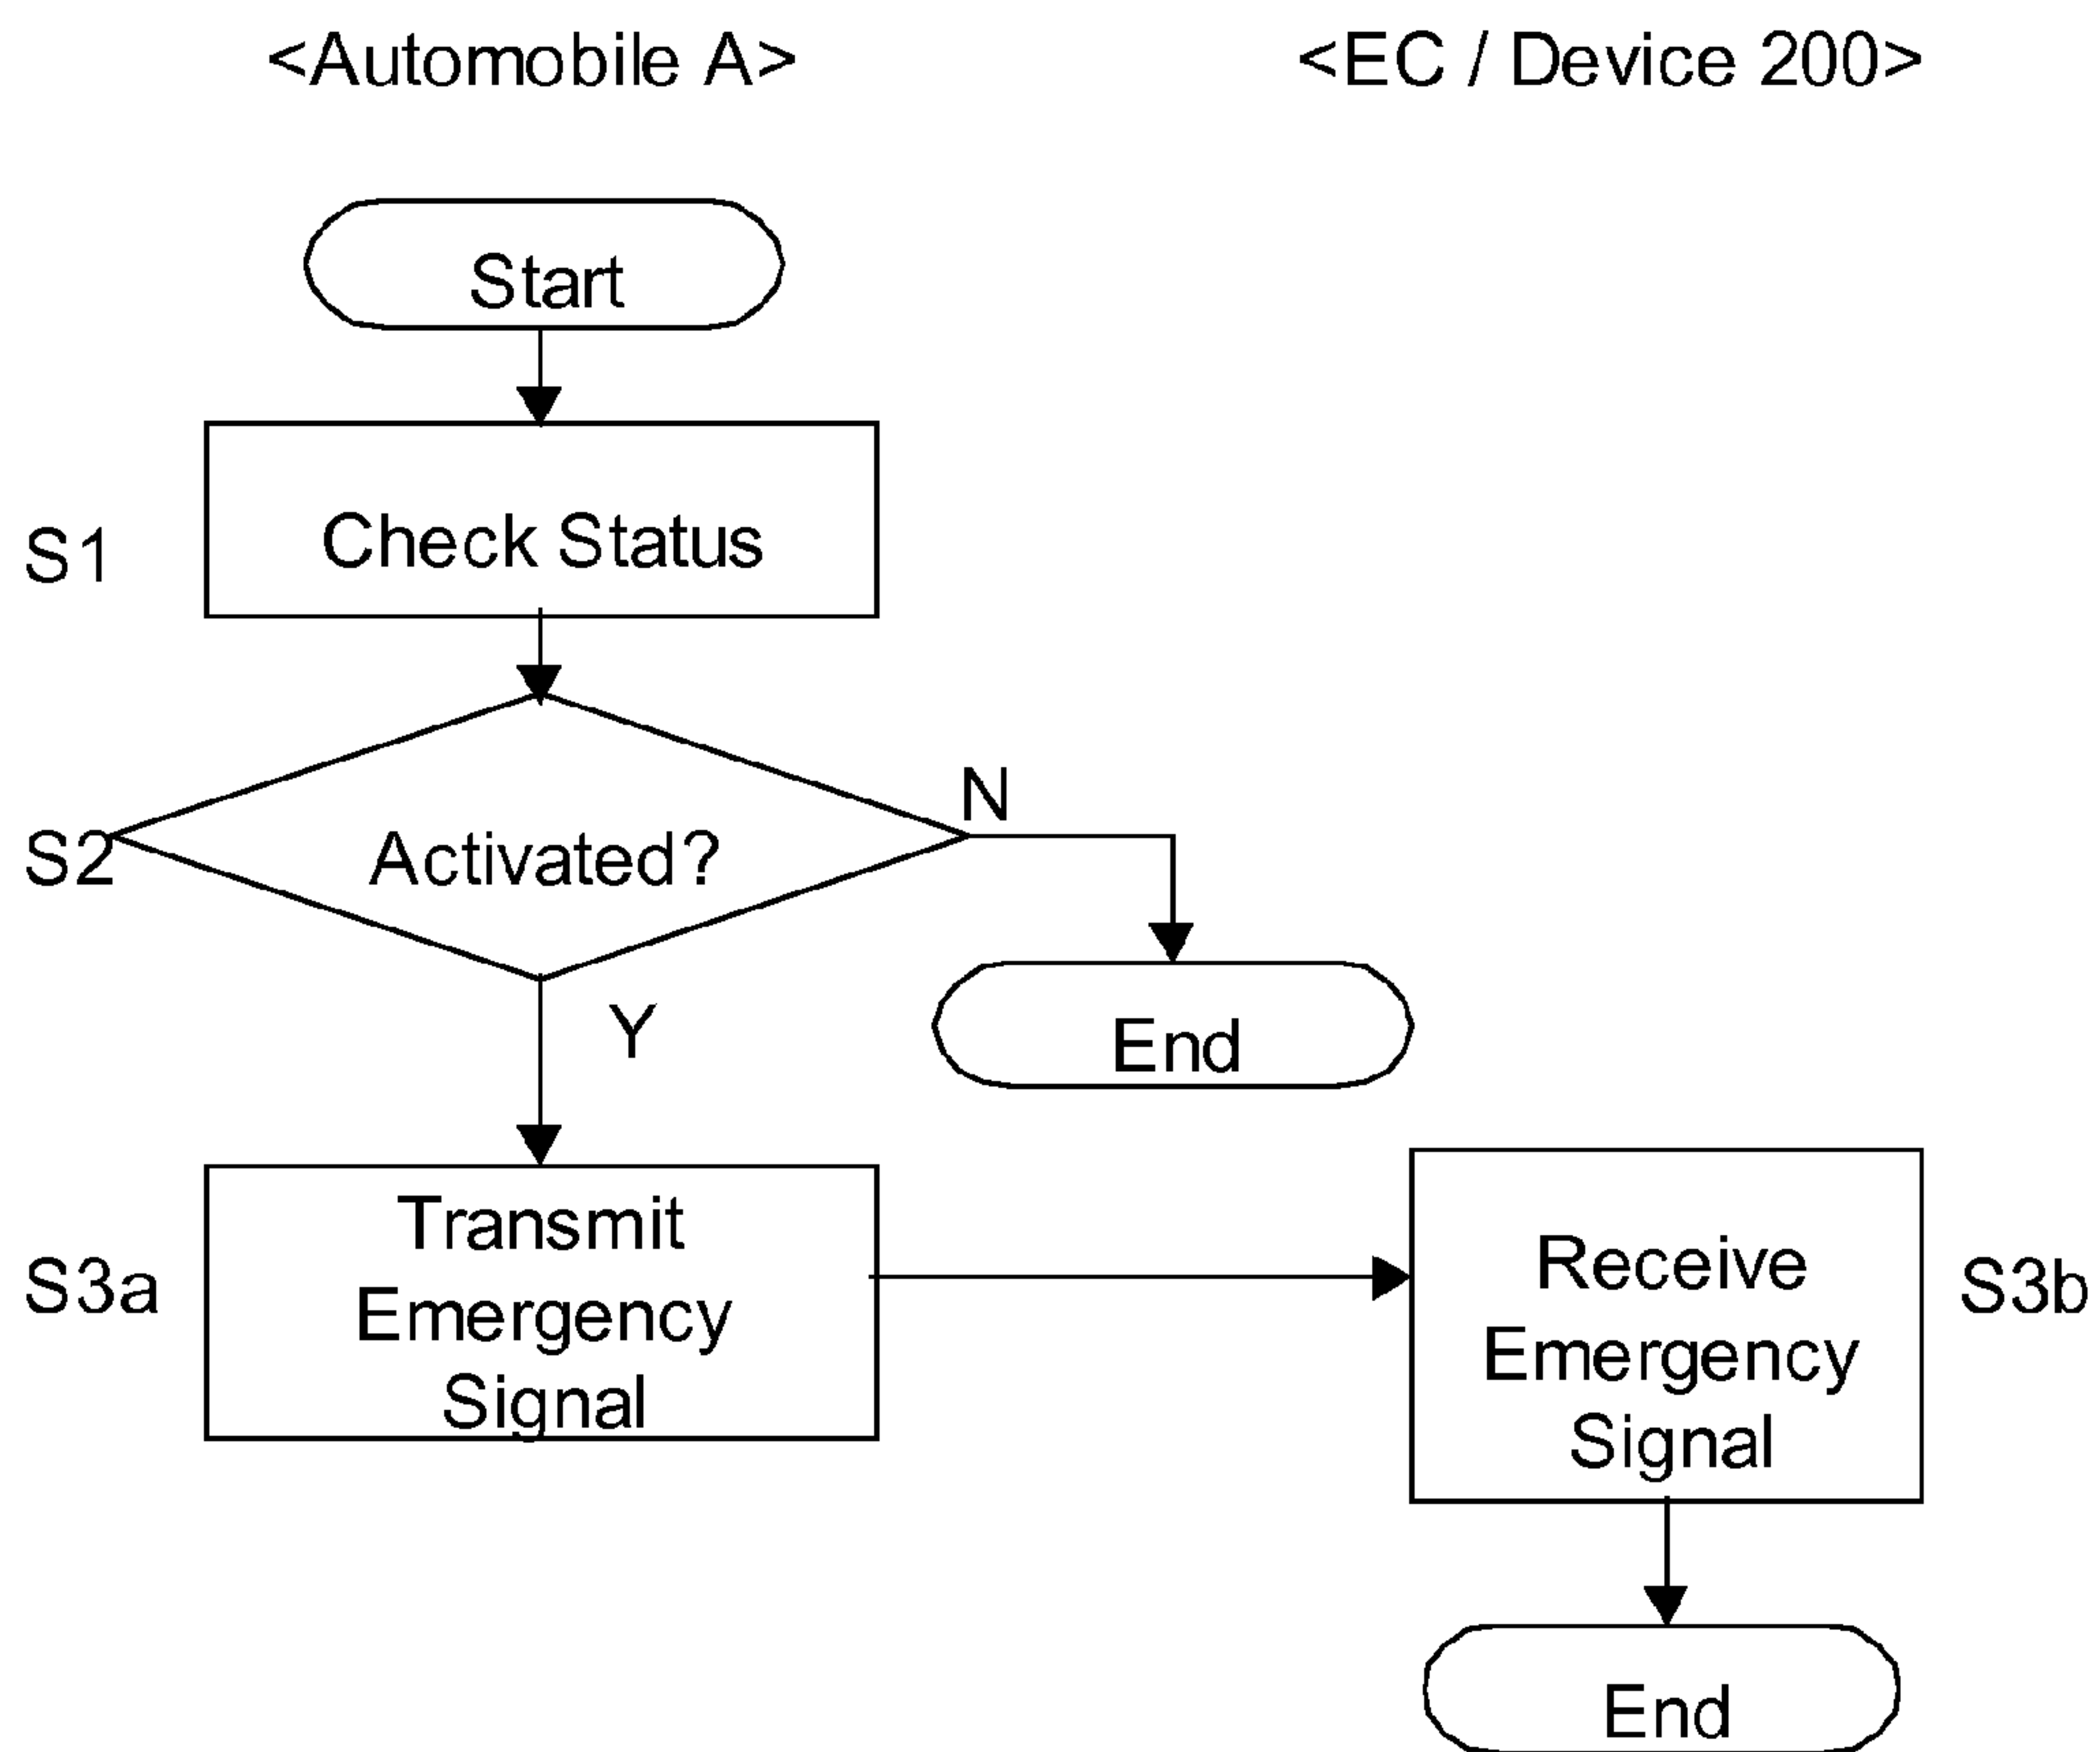 <Automobile A>
<EC / Device 200>
Start
S1
Check Status
S2
Activated?
N
Y
End
S3a
Transmit
Emergency
Signal
Receive
Emergency
Signal
S3b
End